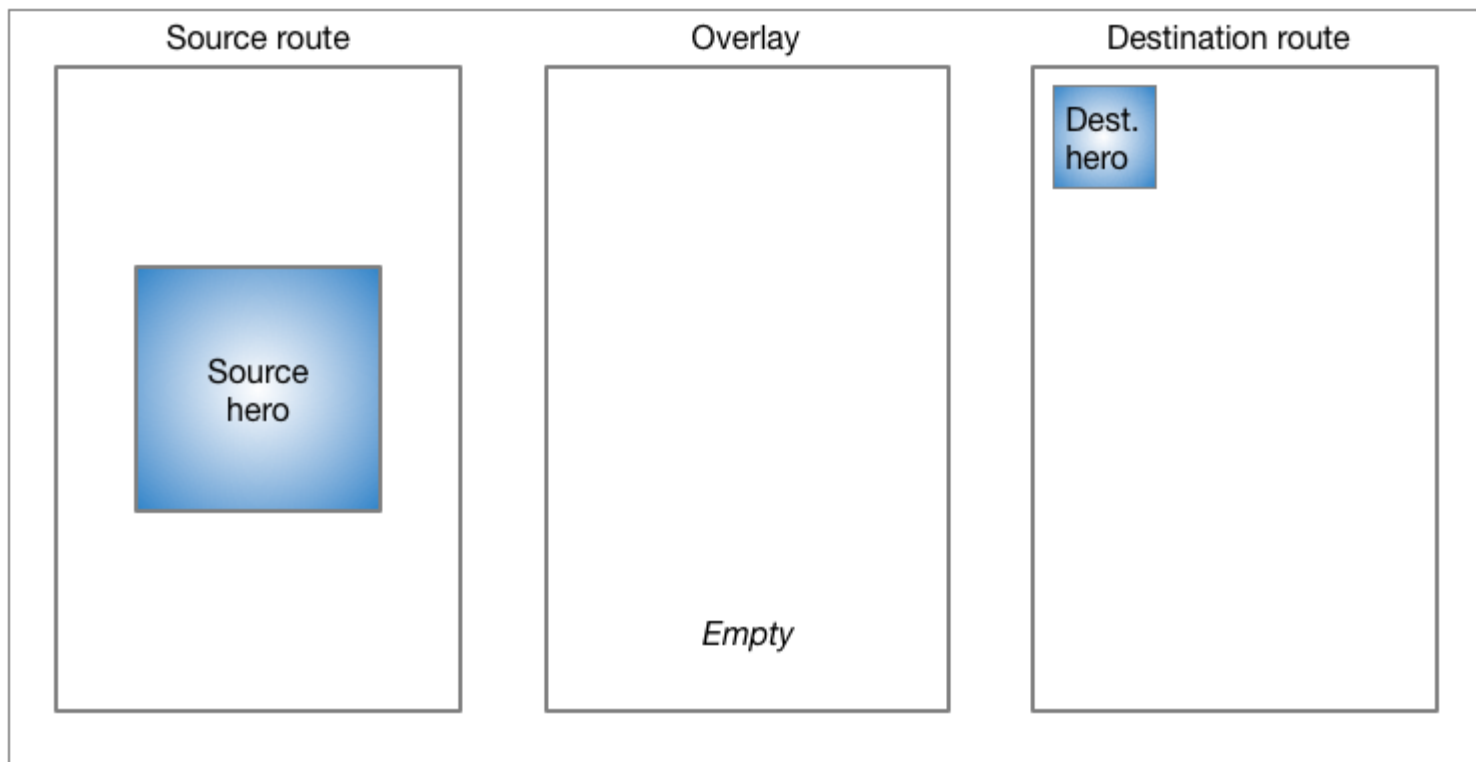 Source route
Overlay
Destination route
Dest.
hero
Source
hero
Empty